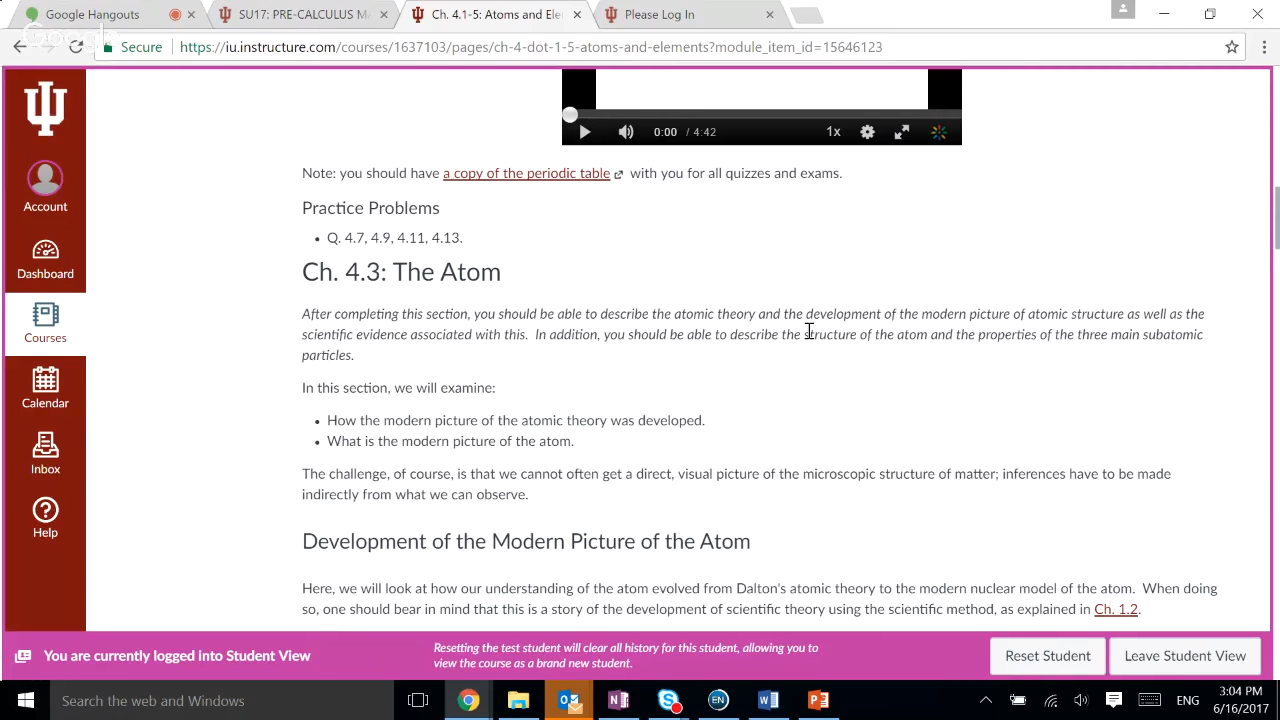 Google Hangouts
SU17: PRE-CALCULUS M
Ch. 4.1-5: Atoms and Ele
Please Log In
Google
Secure
https://iu.instructure.com/courses/1637103/pages/ch-4-dot-1-5-atoms-and-elements?module_item_id=15646123
Account
Dashboard
Courses
Calendar
Inbox
Help
0:00 / 4:42
1x
Note: you should have a copy of the periodic table with you for all quizzes and exams.
Practice Problems
• Q. 4.7, 4.9, 4.11, 4.13.
Ch. 4.3: The Atom
After completing this section, you should be able to describe the atomic theory and the development of the modern picture of atomic structure as well as the
scientific evidence associated with this. In addition, you should be able to describe the structure of the atom and the properties of the three main subatomic
particles.
In this section, we will examine:
• How the modern picture of the atomic theory was developed.
• What is the modern picture of the atom.
The challenge, of course, is that we cannot often get a direct, visual picture of the microscopic structure of matter; inferences have to be made
indirectly from what we can observe.
Development of the Modern Picture of the Atom
Here, we will look at how our understanding of the atom evolved from Dalton's atomic theory to the modern nuclear model of the atom. When doing
so, one should bear in mind that this is a story of the development of scientific theory using the scientific method, as explained in Ch. 1.2.
You are currently logged into Student View
Resetting the test student will clear all history for this student, allowing you to
view the course as a brand new student.
Reset Student
Leave Student View
Search the web and Windows
EN
ENG
3:04 PM
6/16/2017